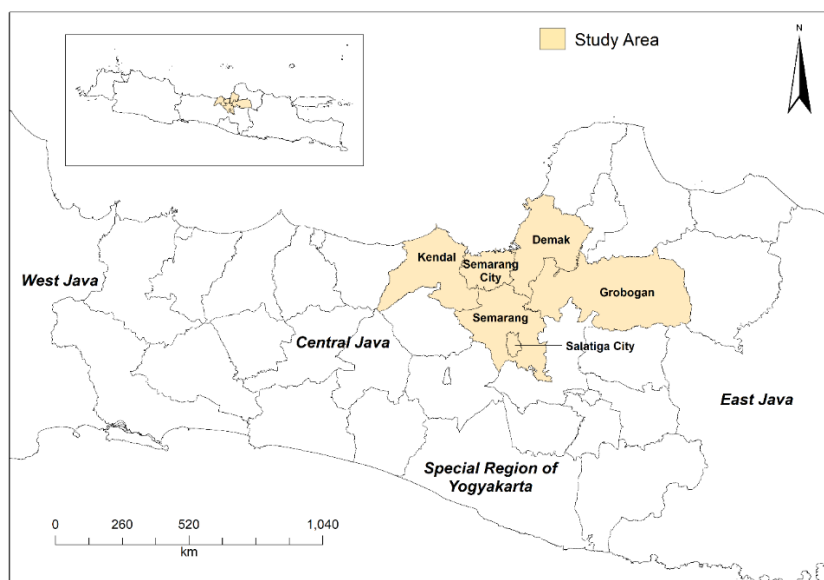 Study Area
N
Kendal
Semarang
City
Demak
Grobogan
Semarang
Salatiga City
West Java
Central Java
East Java
Special Region of
Yogyakarta
0 260 520 1,040
km